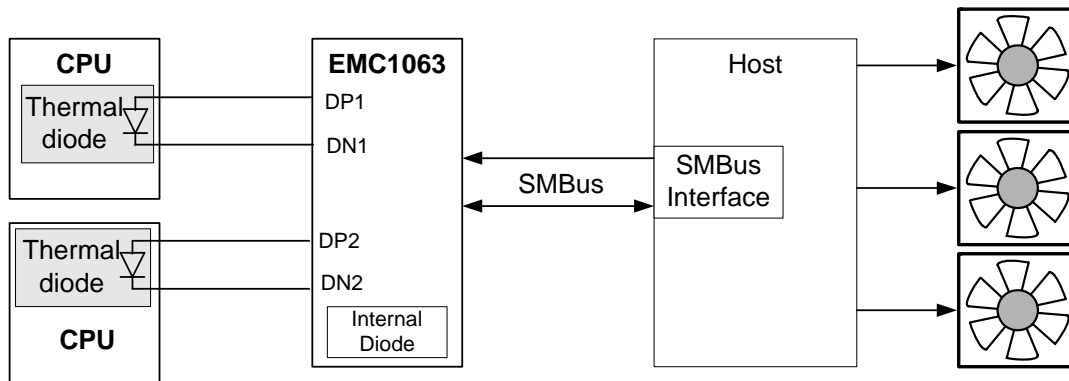 CPU
Thermal
diode
EMC1063
DP1
DN1
Host
SMBus
SMBus
Interface
Thermal
diode
CPU
DP2
DN2
Internal
Diode